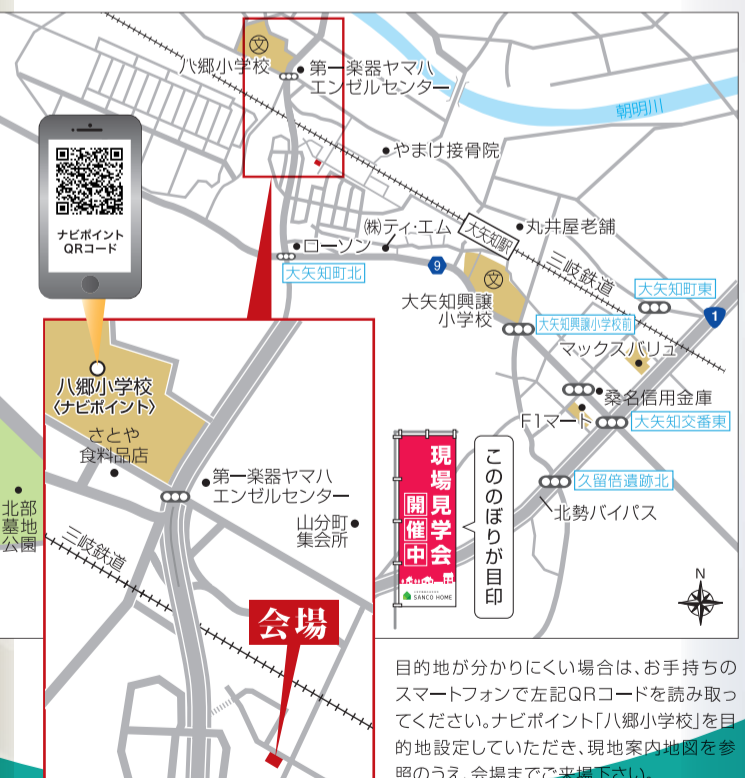 八郷小学校
第一楽器ヤマハ
エンゼルセンター
朝明川
やまけ接骨院
ナビポイント
QRコード
㈱ティ・エム
大矢知駅
丸井屋老舗
ローソン
大矢知町北
9
三岐鉄道
大矢知町東
1
大矢知興譲
小学校
大矢知興譲小学校前
マックスバリュ
桑名信用金庫
F1マート
大矢知交番東
久留倍遺跡北
北勢バイパス
八郷小学校
〈ナビポイント〉
さとや
食料品店
第一楽器ヤマハ
エンゼルセンター
山分町
集会所
北部
墓地
公園
三岐鉄道
会場
現場見学会
開催中
SANCO HOME
こののぼりが目印
N
目的地が分かりにくい場合は、お手持ちの
スマートフォンで左記QRコードを読み取っ
てください。ナビポイント「八郷小学校」を目
的地設定していただき、現地案内地図を参
照のうえ、会場までご来場下さい。